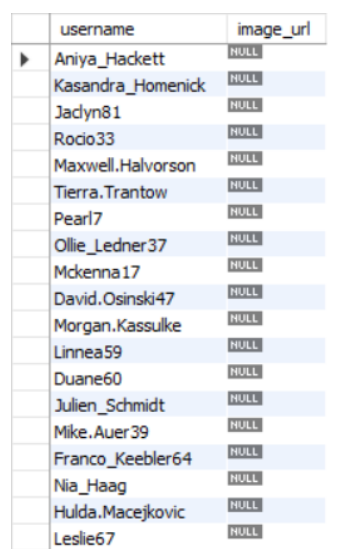 username image_url
Aniya_Hackett NULL
Kasandra_Homenick NULL
Jaclyn81 NULL
Rocio33 NULL
Maxwell.Halvorson NULL
Tierra.Trantow NULL
Pearl7 NULL
Ollie_Ledner37 NULL
Mckenna17 NULL
David.Osinski47 NULL
Morgan.Kassulke NULL
Linnea59 NULL
Duane60 NULL
Julien_Schmidt NULL
Mike.Auer39 NULL
Franco_Keebler64 NULL
Nia_Haag NULL
Hulda.Macejkovic NULL
Leslie67 NULL